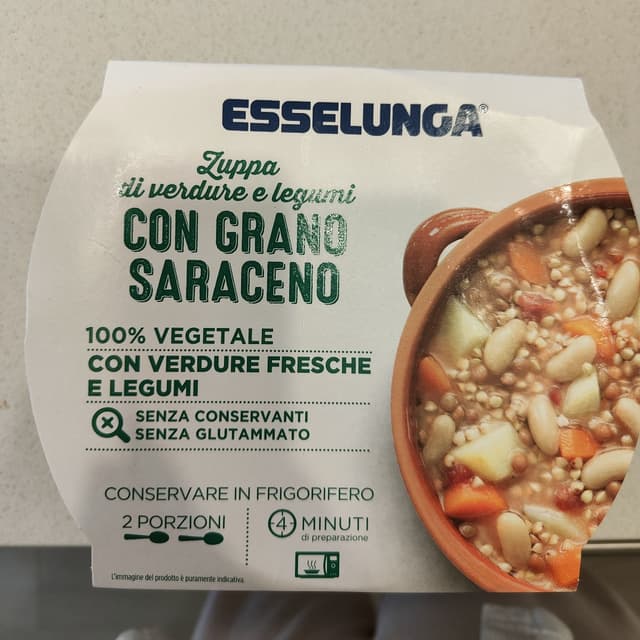 ESSELUNGA®
Zuppa
di verdure e legumi
CON GRANO
SARACENO
100% VEGETALE
CON VERDURE FRESCHE
E LEGUMI
SENZA CONSERVANTI
SENZA GLUTAMMATO
CONSERVARE IN FRIGORIFERO
2 PORZIONI
4 MINUTI
di preparazione
L'immagine del prodotto è puramente indicativa.